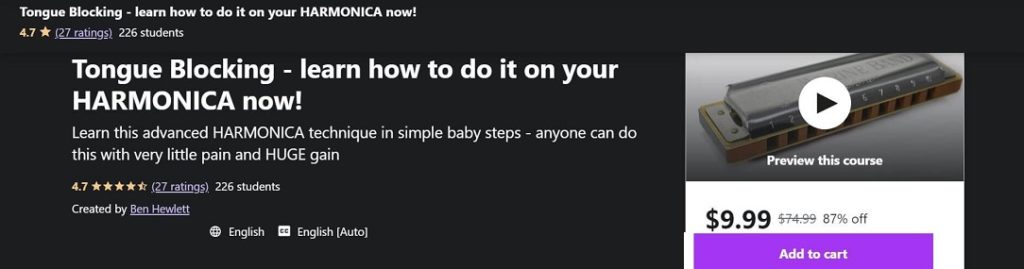 Tongue Blocking - learn how to do it on your HARMONICA now!
4.7 ★ (27 ratings) 226 students
Tongue Blocking - learn how to do it on your
HARMONICA now!
Learn this advanced HARMONICA technique in simple baby steps - anyone can do
this with very little pain and HUGE gain
4.7 (27 ratings) 226 students
Created by Ben Hewlett
English CC English [Auto]
Preview this course
$9.99 $74.99 87% off
Add to cart